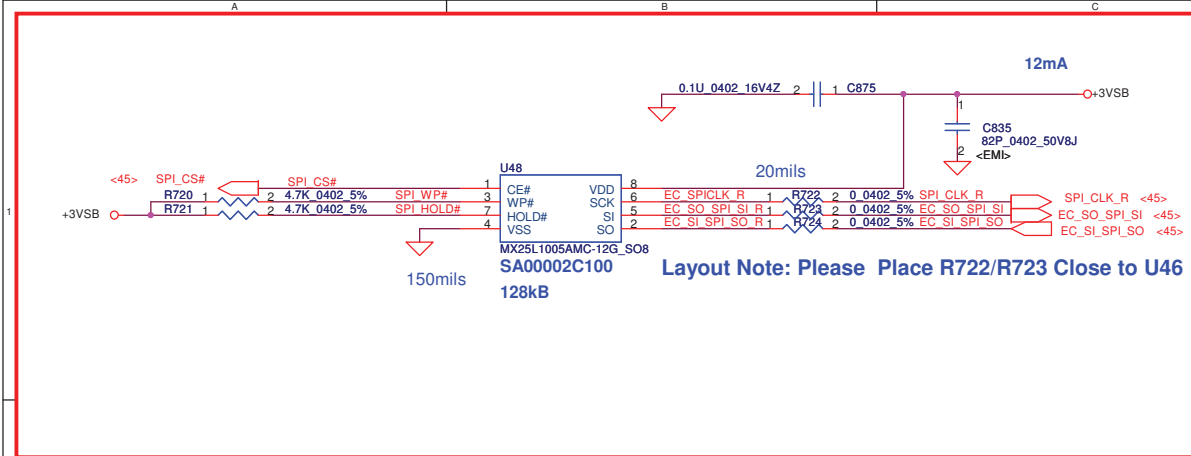 A B C
12mA
0.1U_0402_16V4Z 2 1 C875 +3VSB
1
C835
82P_0402_50V8J
2 <EMI>
U48
20mils
<45> SPI_CS# SPI_CS# 1 CE# VDD 8
R720 1 2 4.7K_0402_5% SPI_WP# 3 WP# SCK 6 EC_SPICLK_R 1 R722 2 0_0402_5% SPI_CLK_R SPI_CLK_R <45>
1 +3VSB R721 1 2 4.7K_0402_5% SPI_HOLD# 7 HOLD# SI 5 EC_SO_SPI_SI_R 1 R723 2 0_0402_5% EC_SO_SPI_SI EC_SO_SPI_SI <45>
4 VSS SO 2 EC_SI_SPI_SO_R 1 R724 2 0_0402_5% EC_SI_SPI_SO EC_SI_SPI_SO <45>
MX25L1005AMC-12G_SO8
150mils SA00002C100 Layout Note: Please Place R722/R723 Close to U46
128kB